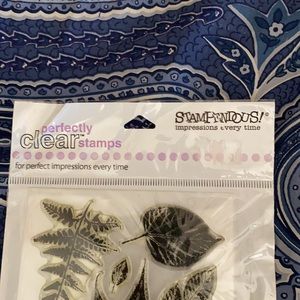 perfectly
clear stamps
for perfect impressions every time
STAMPENDOUS!
impressions every time